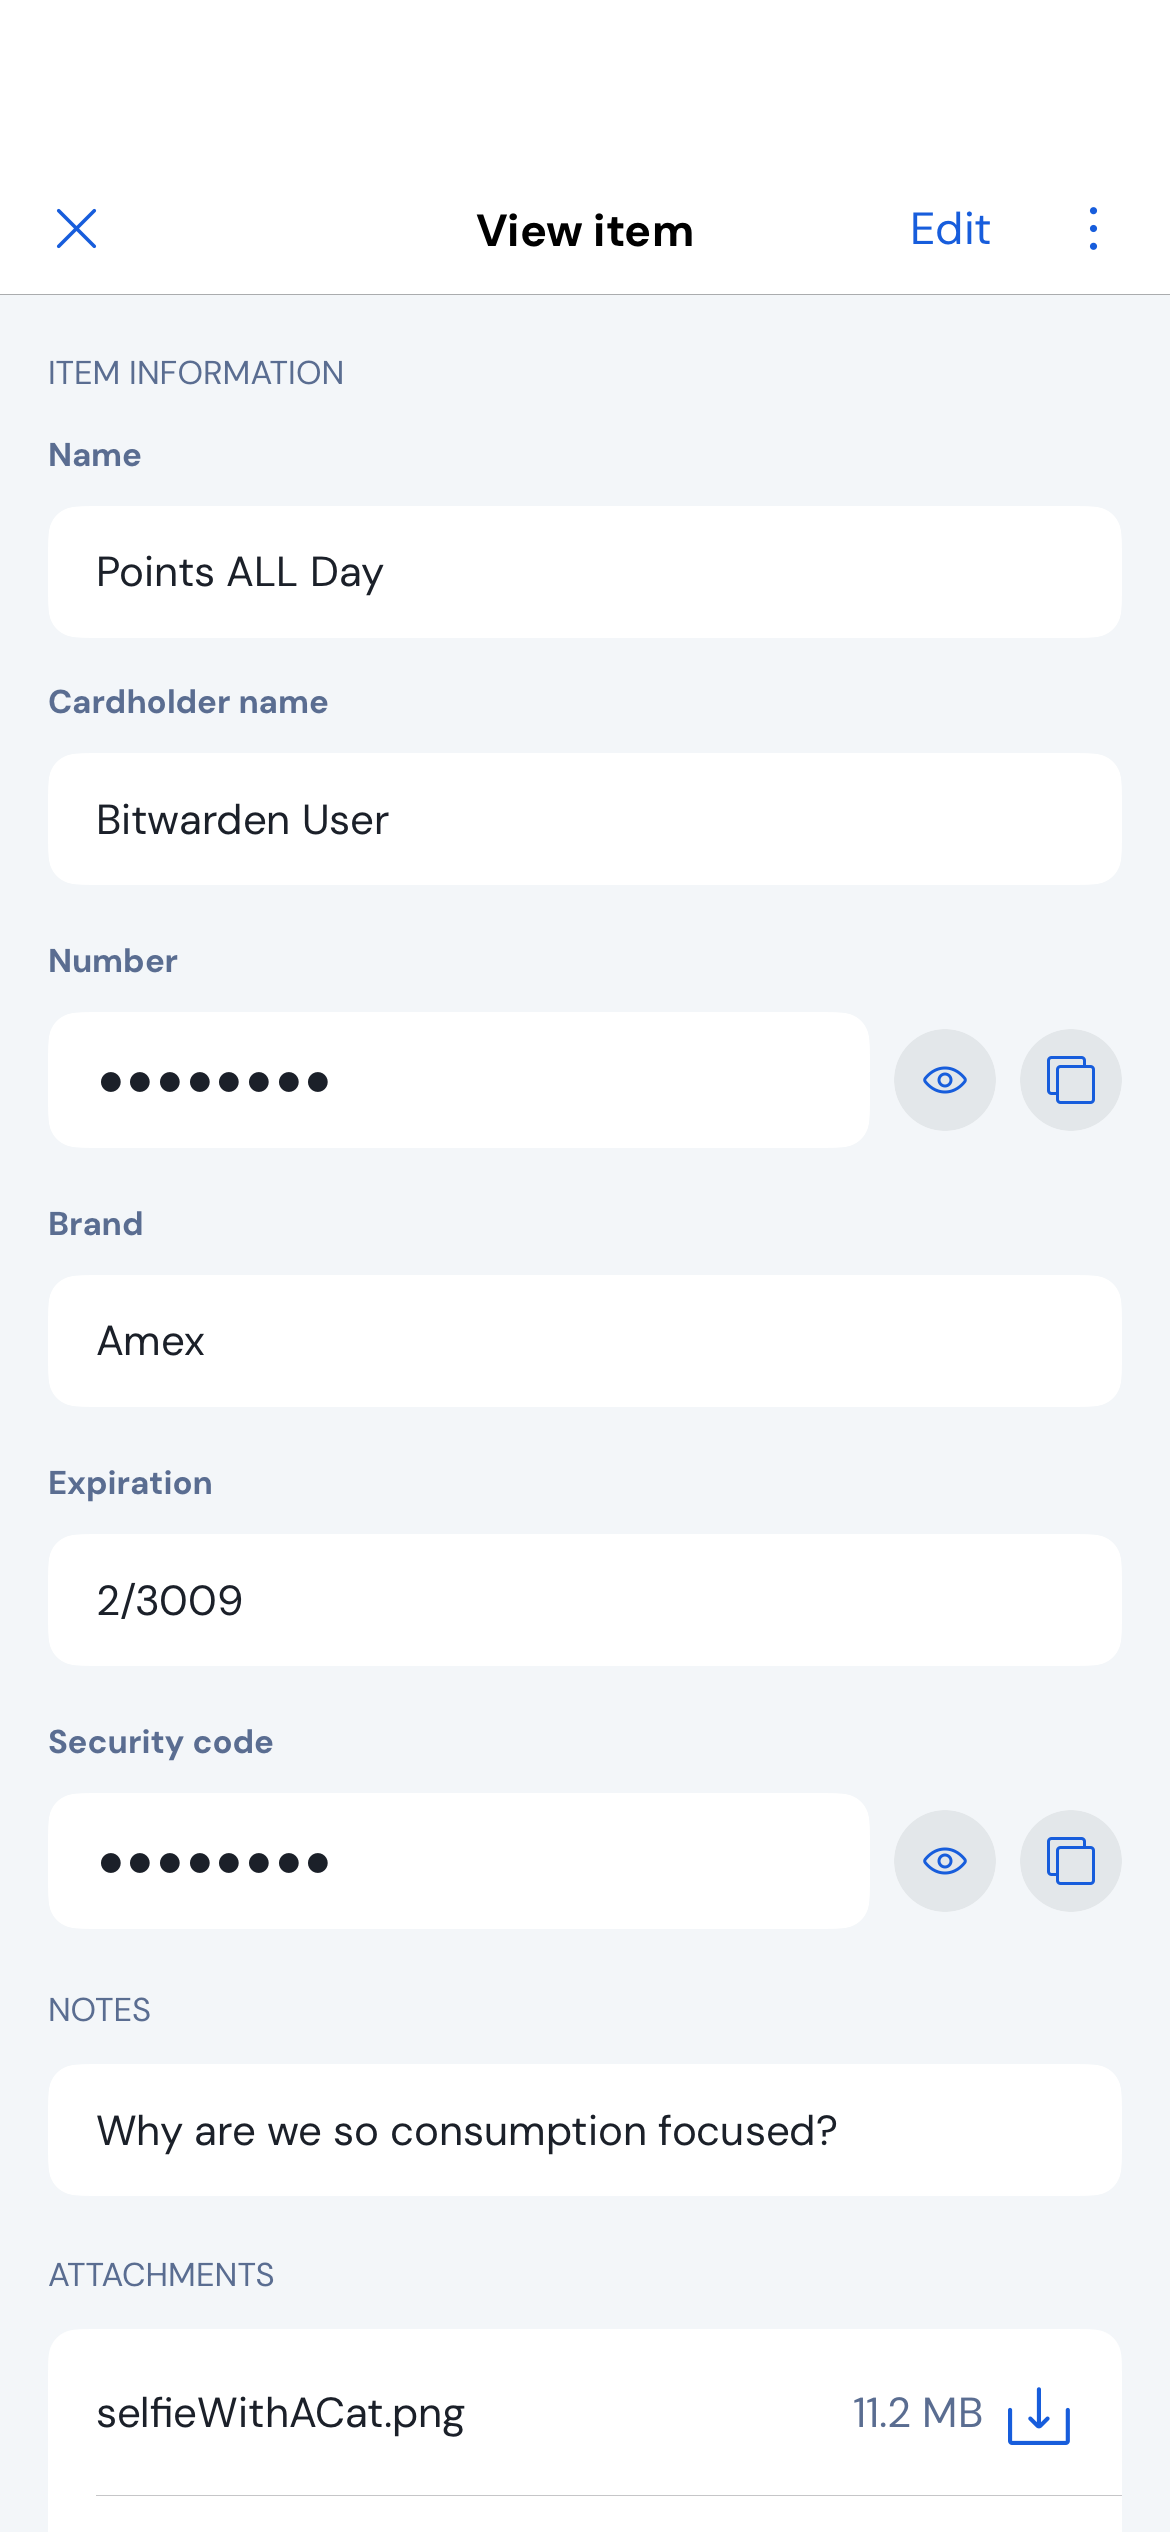 View item
Edit
ITEM INFORMATION
Name
Points ALL Day
Cardholder name
Bitwarden User
Number
●●●●●●●●
Brand
Amex
Expiration
2/3009
Security code
●●●●●●●●
NOTES
Why are we so consumption focused?
ATTACHMENTS
selfieWithACat.png 11.2 MB